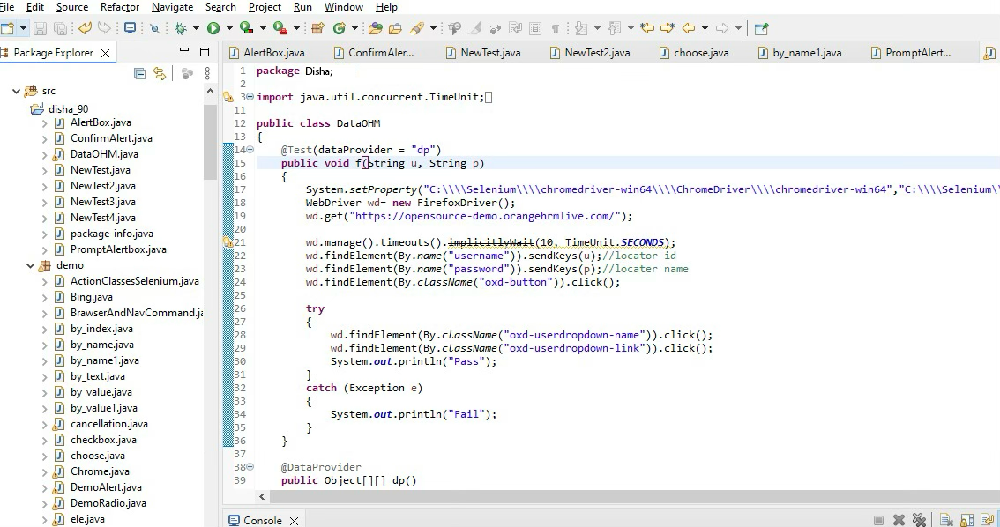 File Edit Source Refactor Navigate Search Project Run Window Help
Package Explorer
AlertBox.java ConfirmAler... NewTest.java NewTest2.java choose.java by_name1.java PromptAlert...
src
disha_90
AlertBox.java
ConfirmAlert.java
DataOHM.java
NewTest.java
NewTest2.java
NewTest3.java
NewTest4.java
package-info.java
PromptAlertbox.java
demo
ActionClassesSelenium.java
Bing.java
BrawserAndNavCommand.ja
by_index.java
by_name.java
by_name1.java
by_text.java
by_value.java
by_value1.java
cancellation.java
checkbox.java
choose.java
Chrome.java
DemoAlert.java
DemoRadio.java
ele.java
1 package Disha;
2
3 import java.util.concurrent.TimeUnit;
11
12 public class DataOHM
13 {
14 @Test(dataProvider = "dp")
15 public void f(String u, String p)
16 {
17 System.setProperty("C:\\\\Selenium\\\\chromedriver-win64\\\\ChromeDriver\\\\chromedriver-win64","C:\\\\Selenium\
18 WebDriver wd= new FirefoxDriver();
19 wd.get("https://opensource-demo.orangehrmlive.com/");
20
21 wd.manage().timeouts().implicitlyWait(10, TimeUnit.SECONDS);
22 wd.findElement(By.name("username")).sendKeys(u);//locator id
23 wd.findElement(By.name("password")).sendKeys(p);//locater name
24 wd.findElement(By.className("oxd-button")).click();
25
26 try
27 {
28 wd.findElement(By.className("oxd-userdropdown-name")).click();
29 wd.findElement(By.className("oxd-userdropdown-link")).click();
30 System.out.println("Pass");
31 }
32 catch (Exception e)
33 {
34 System.out.println("Fail");
35 }
36 }
37
38 @DataProvider
39 public Object[][] dp()
Console